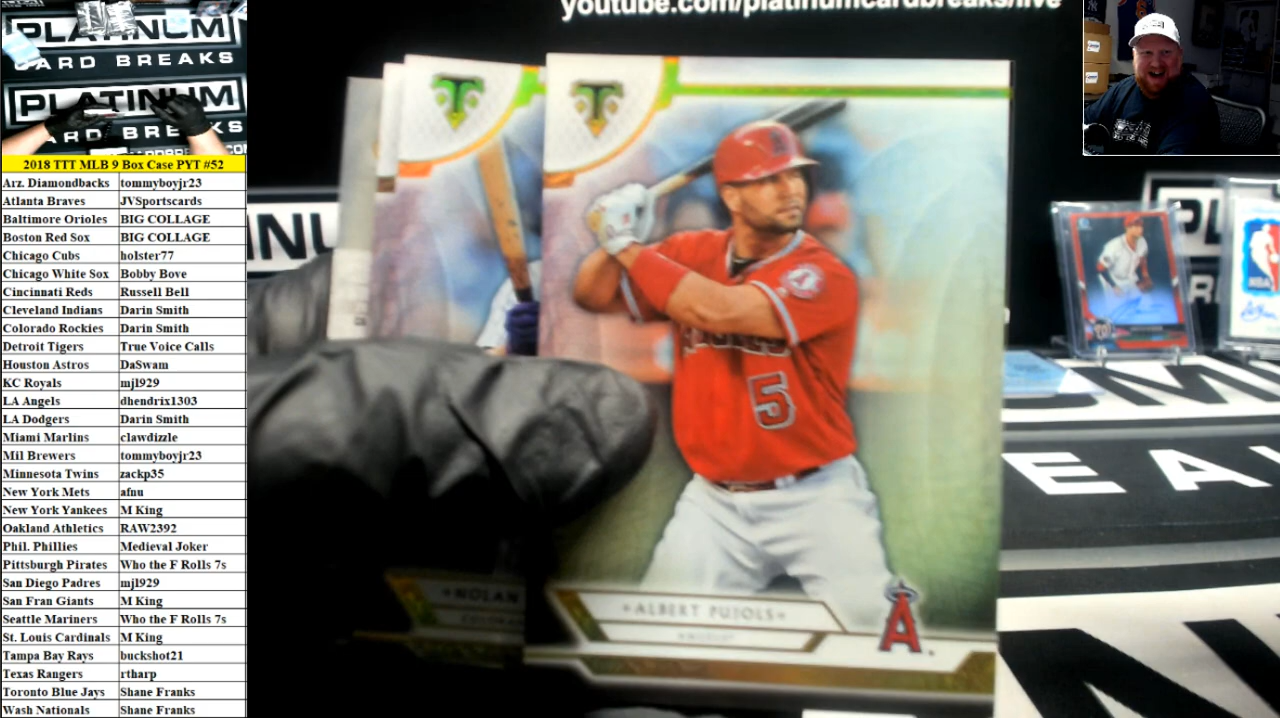 youtube.com/platinumcardbreaks/live
PLATINUM
CARD BREAKS
PLATINUM
2018 TTT MLB 9 Box Case PYT #52
Arz. Diamondbacks tommyboyjr23
Atlanta Braves JVSportscards
Baltimore Orioles BIG COLLAGE
Boston Red Sox BIG COLLAGE
Chicago Cubs holster77
Chicago White Sox Bobby Bove
Cincinnati Reds Russell Bell
Cleveland Indians Darin Smith
Colorado Rockies Darin Smith
Detroit Tigers True Voice Calls
Houston Astros DaSwam
KC Royals mjl929
LA Angels dhendrix1303
LA Dodgers Darin Smith
Miami Marlins clawdizzle
Mil Brewers tommyboyjr23
Minnesota Twins zackp35
New York Mets afnu
New York Yankees M King
Oakland Athletics RAW2392
Phil. Phillies Medieval Joker
Pittsburgh Pirates Who the F Rolls 7s
San Diego Padres mjl929
San Fran Giants M King
Seattle Mariners Who the F Rolls 7s
St. Louis Cardinals M King
Tampa Bay Rays buckshot21
Texas Rangers rtharp
Toronto Blue Jays Shane Franks
Wash Nationals Shane Franks
5
NOLAN
ALBERT PUJOLS
ANGELS
A